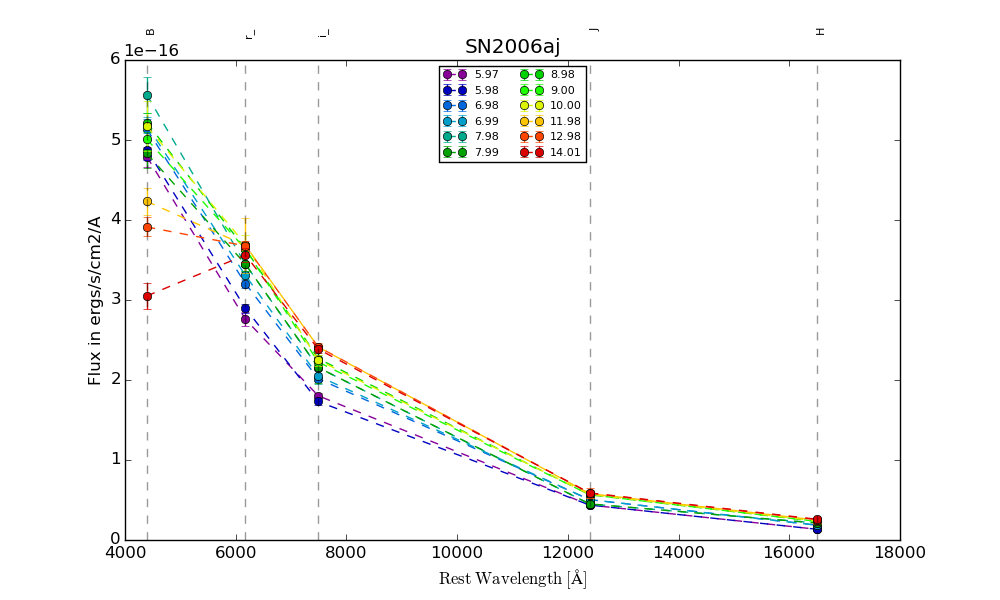 B r_ i_ J H
1e−16
SN2006aj
5.97 8.98
5.98 9.00
6.98 10.00
6.99 11.98
7.98 12.98
7.99 14.01
6
5
4
3
2
1
0
Flux in ergs/s/cm2/A
4000 6000 8000 10000 12000 14000 16000 18000
Rest Wavelength [Å]